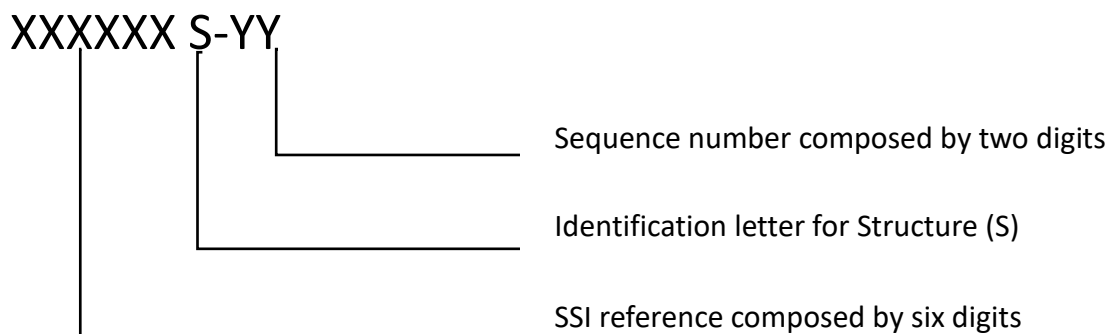 XXXXXX S-YY
Sequence number composed by two digits
Identification letter for Structure (S)
SSI reference composed by six digits